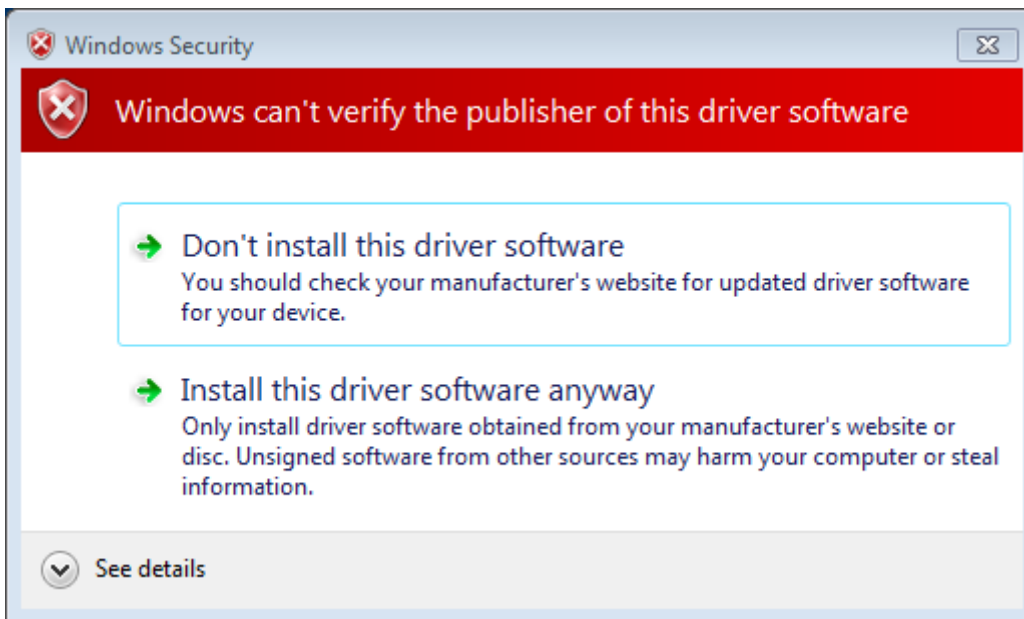 Windows Security
Windows can't verify the publisher of this driver software
Don't install this driver software
You should check your manufacturer's website for updated driver software
for your device.
Install this driver software anyway
Only install driver software obtained from your manufacturer's website or
disc. Unsigned software from other sources may harm your computer or steal
information.
See details